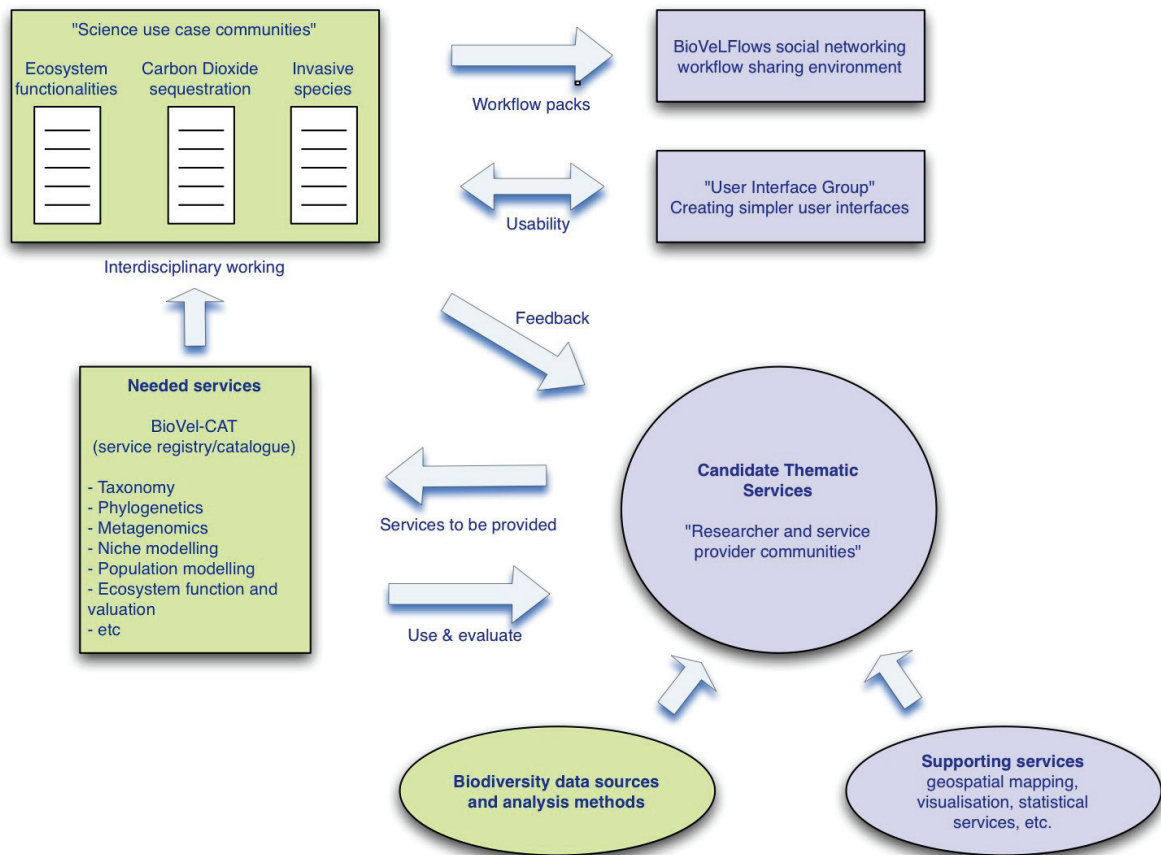 "Science use case communities"
Ecosystem
functionalities
Carbon Dioxide
sequestration
Invasive
species
Workflow packs
BioVeLFlows social networking
workflow sharing environment
Usability
"User Interface Group"
Creating simpler user interfaces
Interdisciplinary working
Feedback
Needed services
BioVel-CAT
(service registry/catalogue)
- Taxonomy
- Phylogenetics
- Metagenomics
- Niche modelling
- Population modelling
- Ecosystem function and
valuation
- etc
Services to be provided
Use & evaluate
Candidate Thematic
Services
"Researcher and service
provider communities"
Biodiversity data sources
and analysis methods
Supporting services
geospatial mapping,
visualisation, statistical
services, etc.